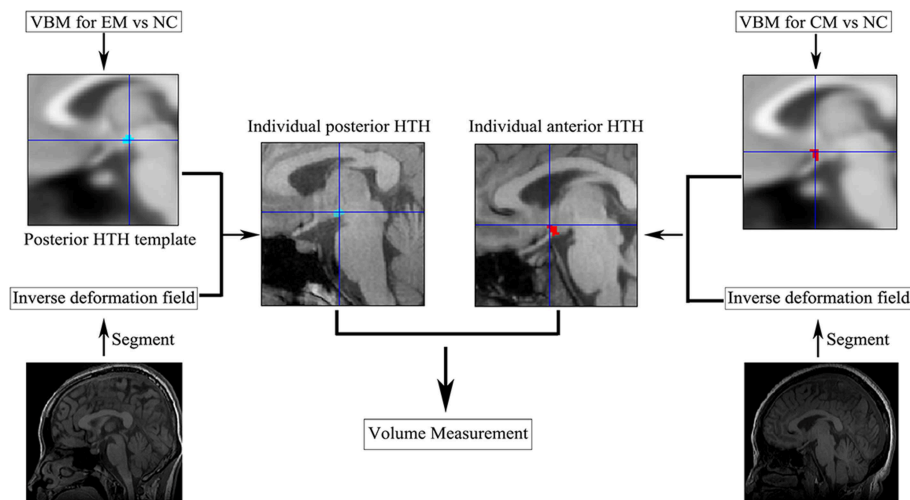 VBM for EM vs NC
VBM for CM vs NC
Individual posterior HTH
Individual anterior HTH
Posterior HTH template
Inverse deformation field
Inverse deformation field
Segment
Segment
Volume Measurement